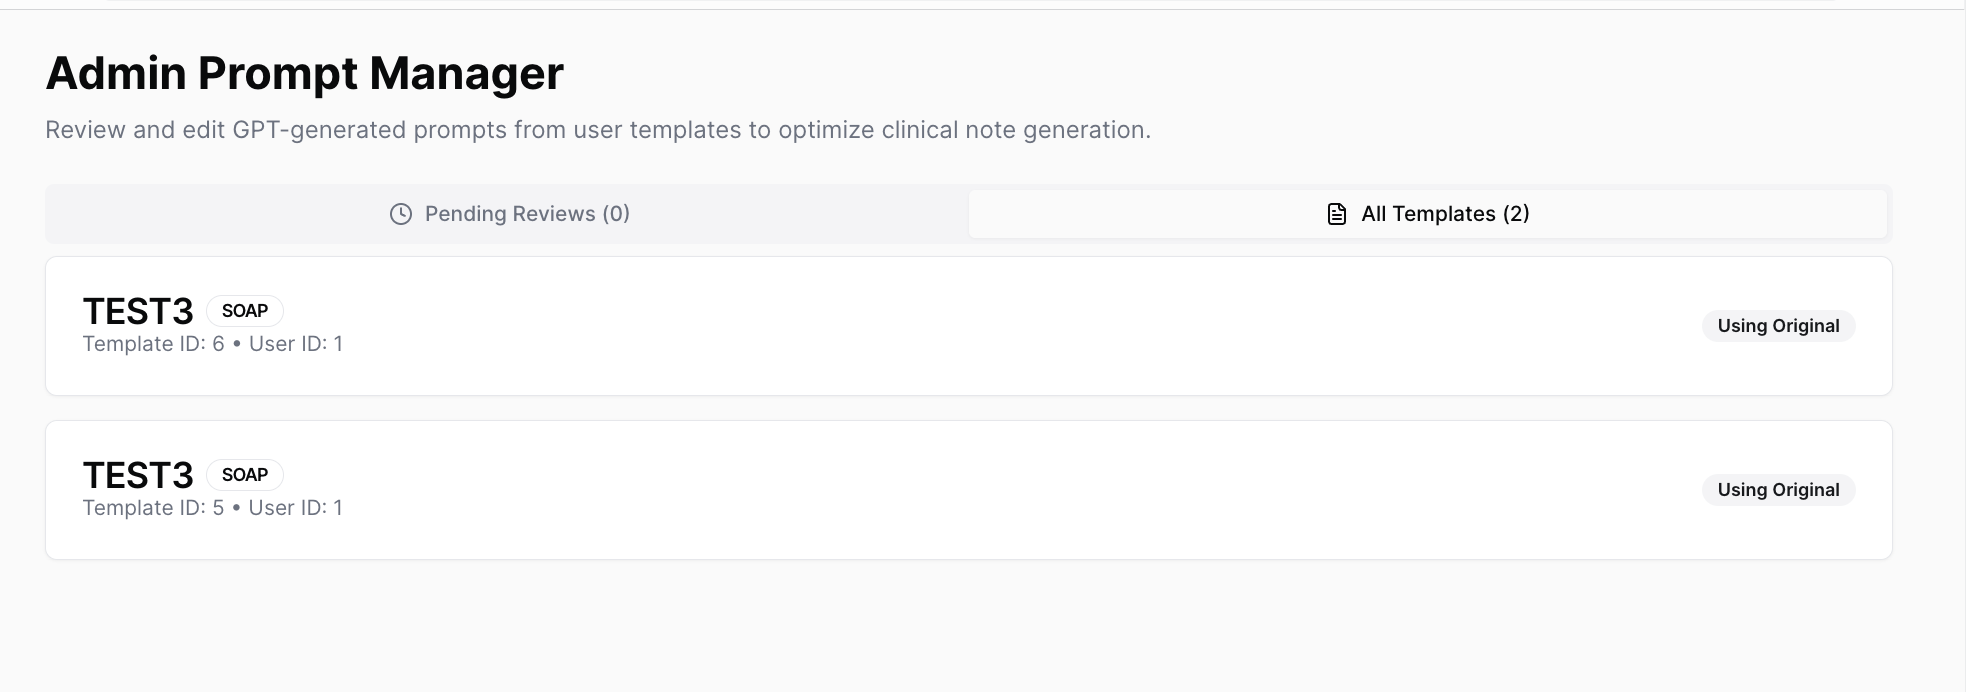 Admin Prompt Manager
Review and edit GPT-generated prompts from user templates to optimize clinical note generation.
Pending Reviews (0)
All Templates (2)
TEST3 SOAP
Using Original
Template ID: 6 • User ID: 1
TEST3 SOAP
Using Original
Template ID: 5 • User ID: 1